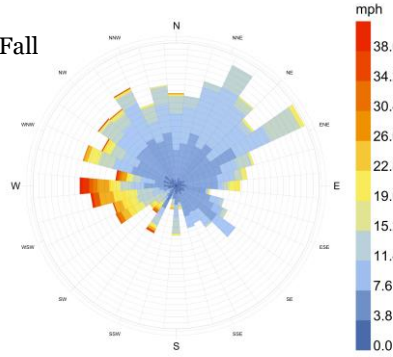 mph
N
Fall
NNW
NNE
NW
NE
WNW
ENE
W
E
WSW
ESE
SW
SE
SSW
SSE
S
38.
34.
30.
26.
22.
19.
15.
11.
7.6
3.8
0.0